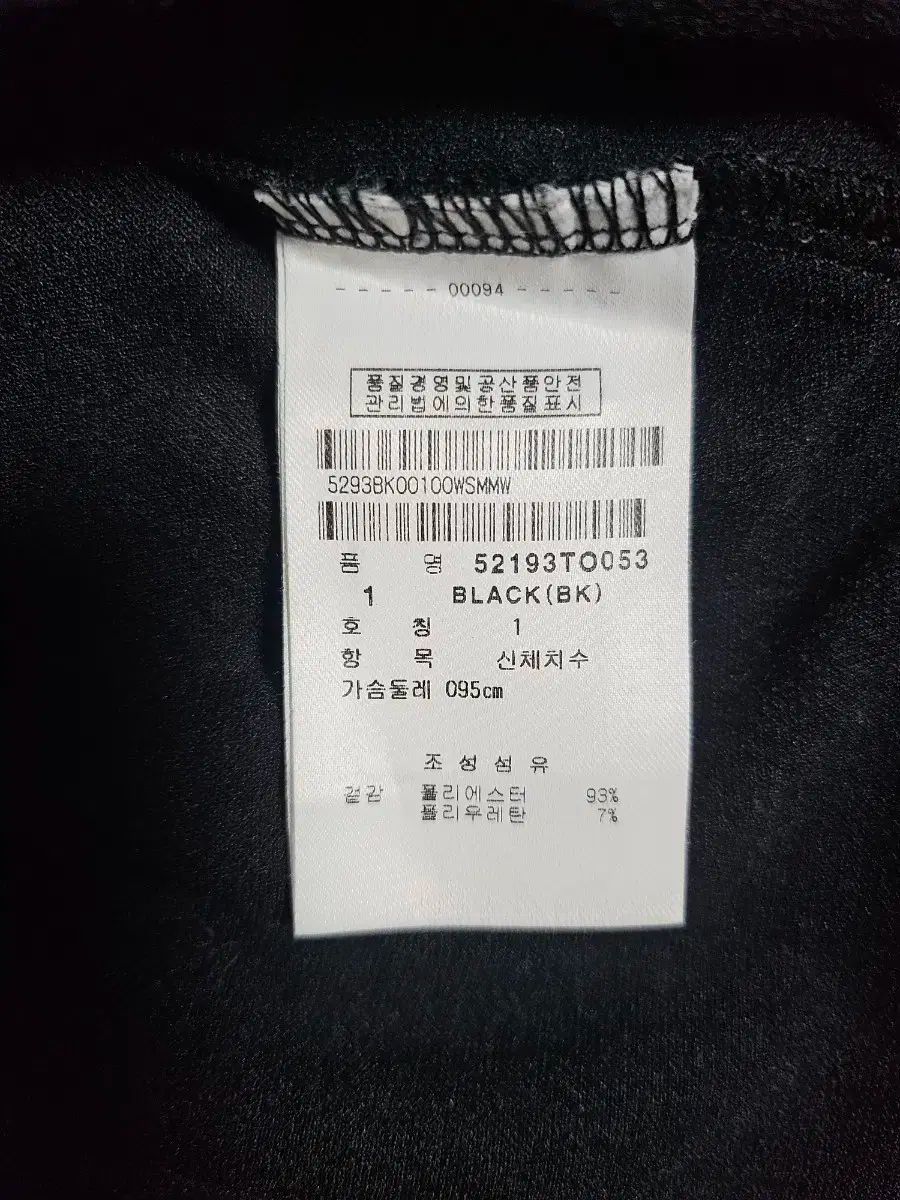 - - - - - 00094 - - - - -
품질경영및공산품안전
관리법에의한품질표시
5293BK00100WSMMW
품 명 52193TO053
1 BLACK(BK)
호 칭 1
항 목 신체치수
가슴둘레 095cm
조성섬유
겉감 폴리에스터 93%
폴리우레탄 7%